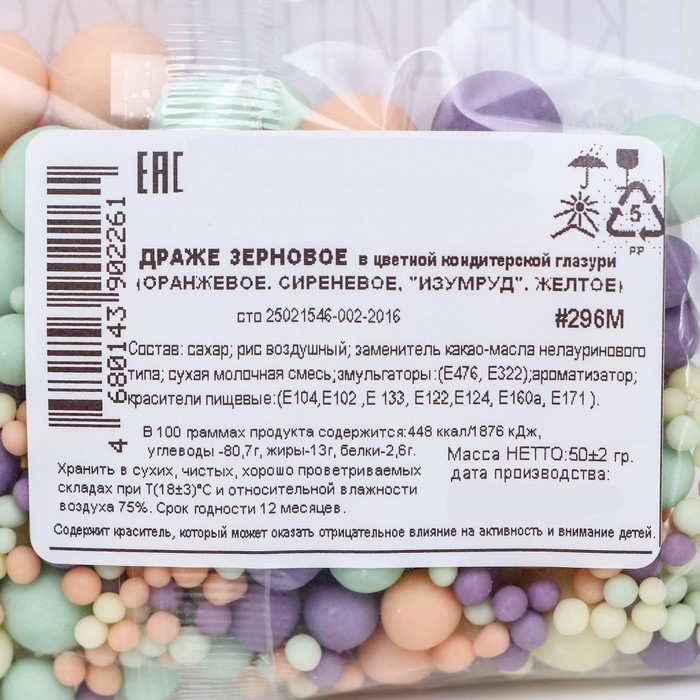 EAC
5
PP
ДРАЖЕ ЗЕРНОВОЕ в цветной кондитерской глазури
(ОРАНЖЕВОЕ. СИРЕНЕВОЕ, "ИЗУМРУД". ЖЕЛТОЕ)
сто 25021546-002-2016
#296М
Состав: сахар; рис воздушный; заменитель какао-масла нелауринового
типа; сухая молочная смесь;эмульгаторы:(Е476, Е322);ароматизатор;
красители пищевые:(Е104,Е102 ,Е 133, Е122,Е124, Е160а, Е171 ).
В 100 граммах продукта содержится:448 ккал/1876 кДж,
углеводы -80,7г, жиры-13г, белки-2,6г.
Масса НЕТТО:50±2 гр.
дата производства:
Хранить в сухих, чистых, хорошо проветриваемых
складах при Т(18±3)°С и относительной влажности
воздуха 75%. Срок годности 12 месяцев.
Содержит краситель, который может оказать отрицательное влияние на активность и внимание детей.
4 680143 902261